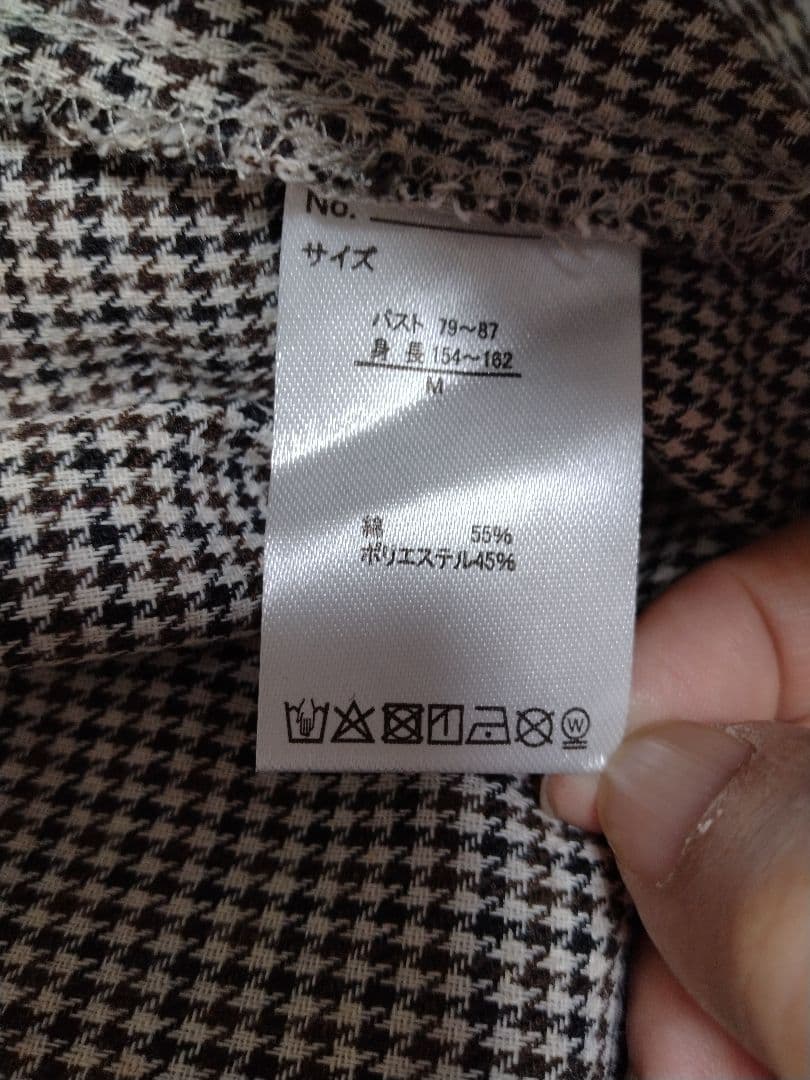 No.
サイズ
バスト 79〜87
身 長 154〜162
M
綿 55%
ポリエステル45%
W